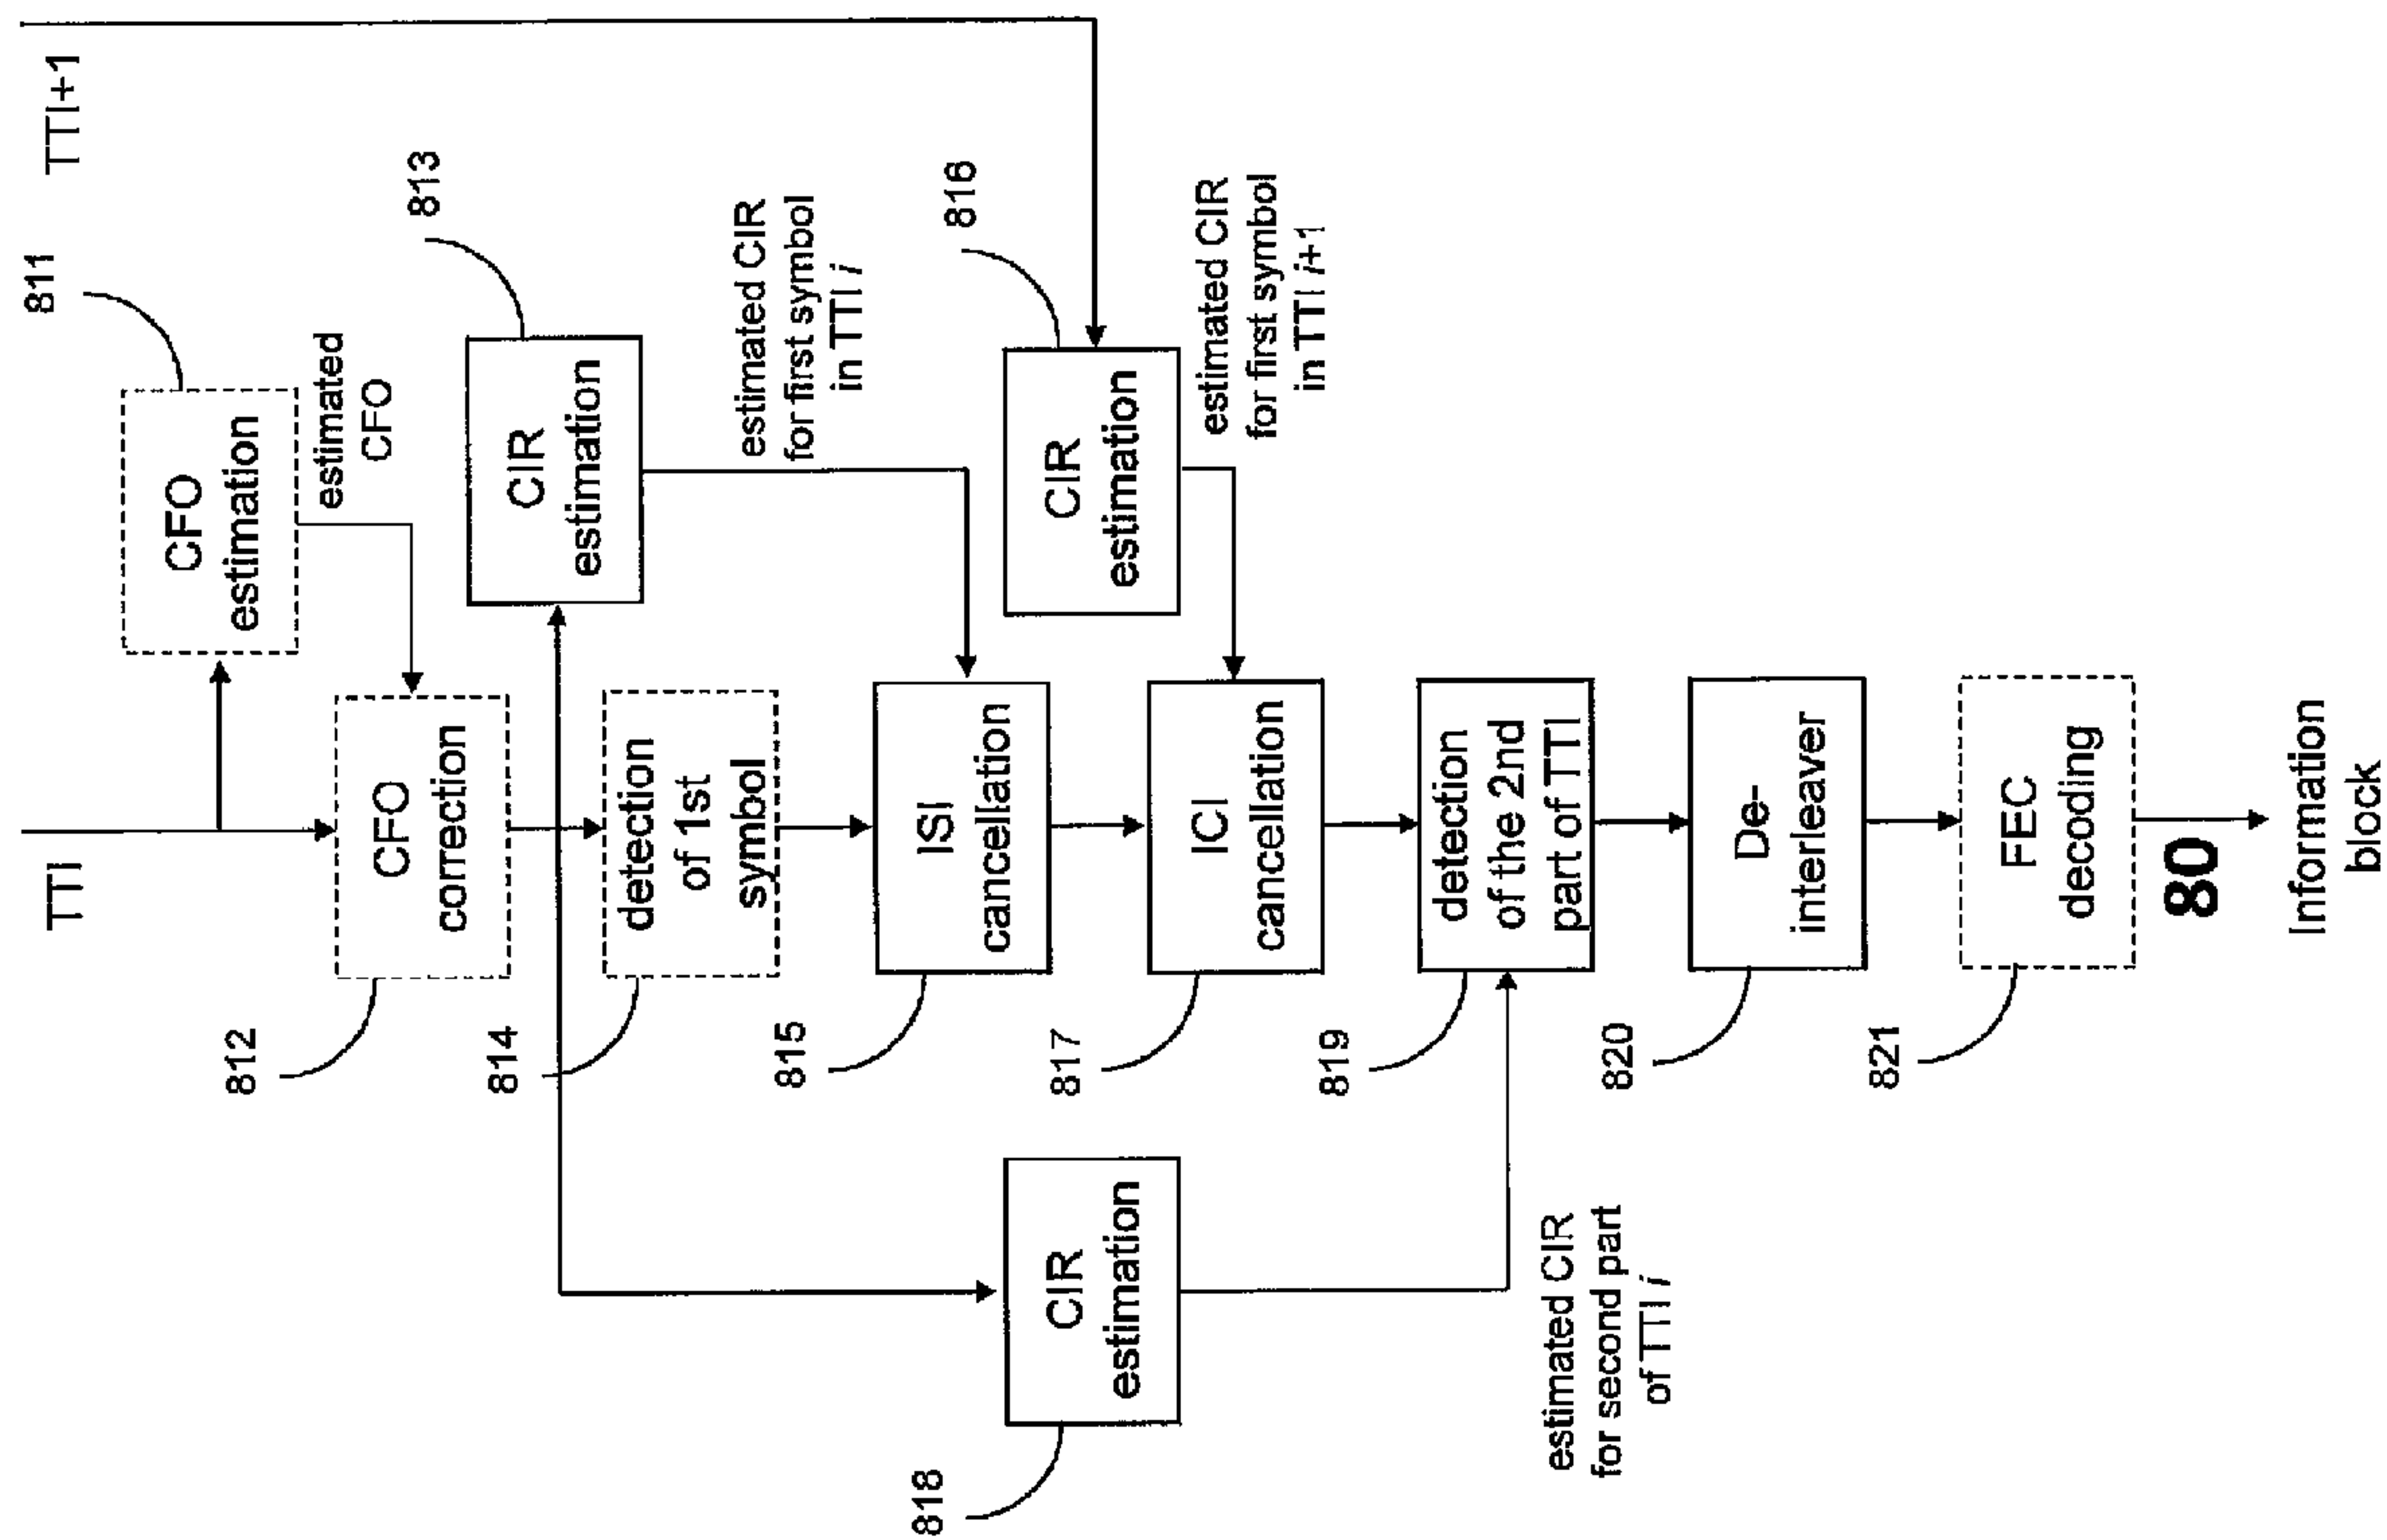 TTI
TTI+1
811
CFO
estimation
estimated
CFO
812
CFO
correction
813
CIR
estimation
estimated CIR
for first symbol
in TTI i
814
detection
of 1st
symbol
815
ISI
cancellation
816
CIR
estimation
estimated CIR
for first symbol
in TTI i+1
817
ICI
cancellation
818
CIR
estimation
estimated CIR
for second part
of TTI i
819
detection
of the 2nd
part of TTI
820
De-
interleaver
821
FEC
decoding
80
Information
block